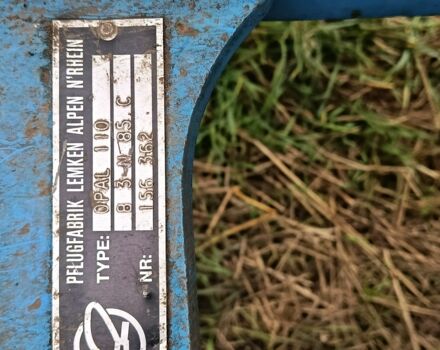 PFLUGFABRIK LEMKEN ALPEN N'RHEIN
TYPE: OPAL 110
8 3-N-85.C
NR: 156 362